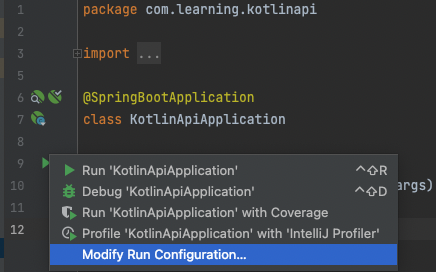 1 package com.learning.kotlinapi
2
3 import ...
5
6 @SpringBootApplication
7 class KotlinApiApplication
8
9
Run 'KotlinApiApplication' ^⇧R
10 Debug 'KotlinApiApplication' ^⇧D args)
11 Run 'KotlinApiApplication' with Coverage
Profile 'KotlinApiApplication' with 'IntelliJ Profiler'
12 Modify Run Configuration...